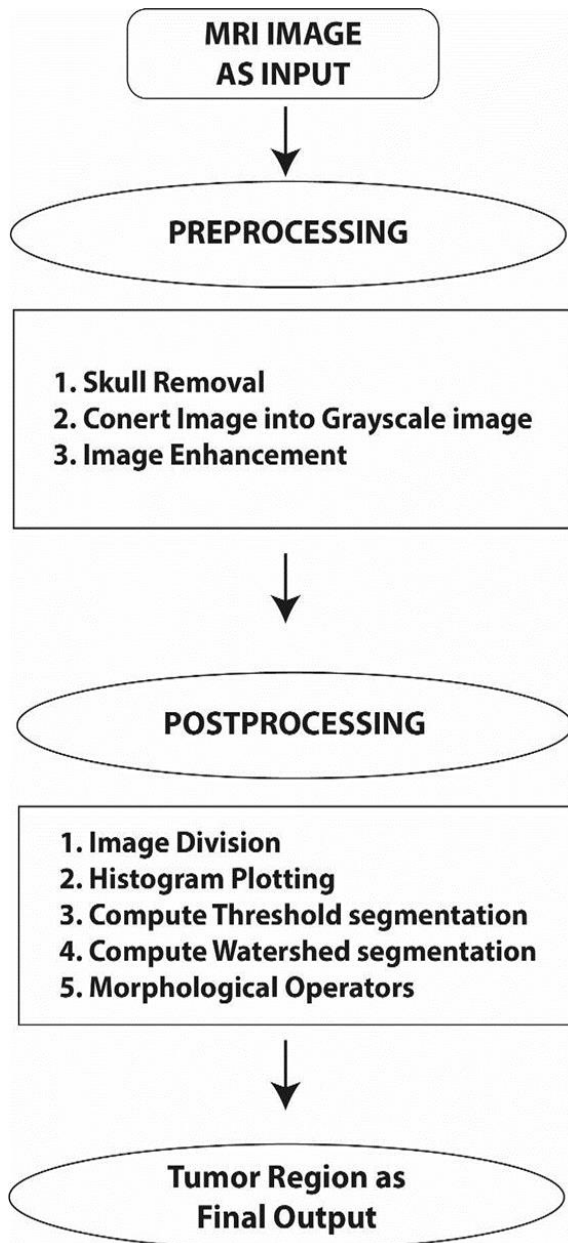 MRI IMAGE
AS INPUT
PREPROCESSING
1. Skull Removal
2. Conert Image into Grayscale image
3. Image Enhancement
POSTPROCESSING
1. Image Division
2. Histogram Plotting
3. Compute Threshold segmentation
4. Compute Watershed segmentation
5. Morphological Operators
Tumor Region as
Final Output